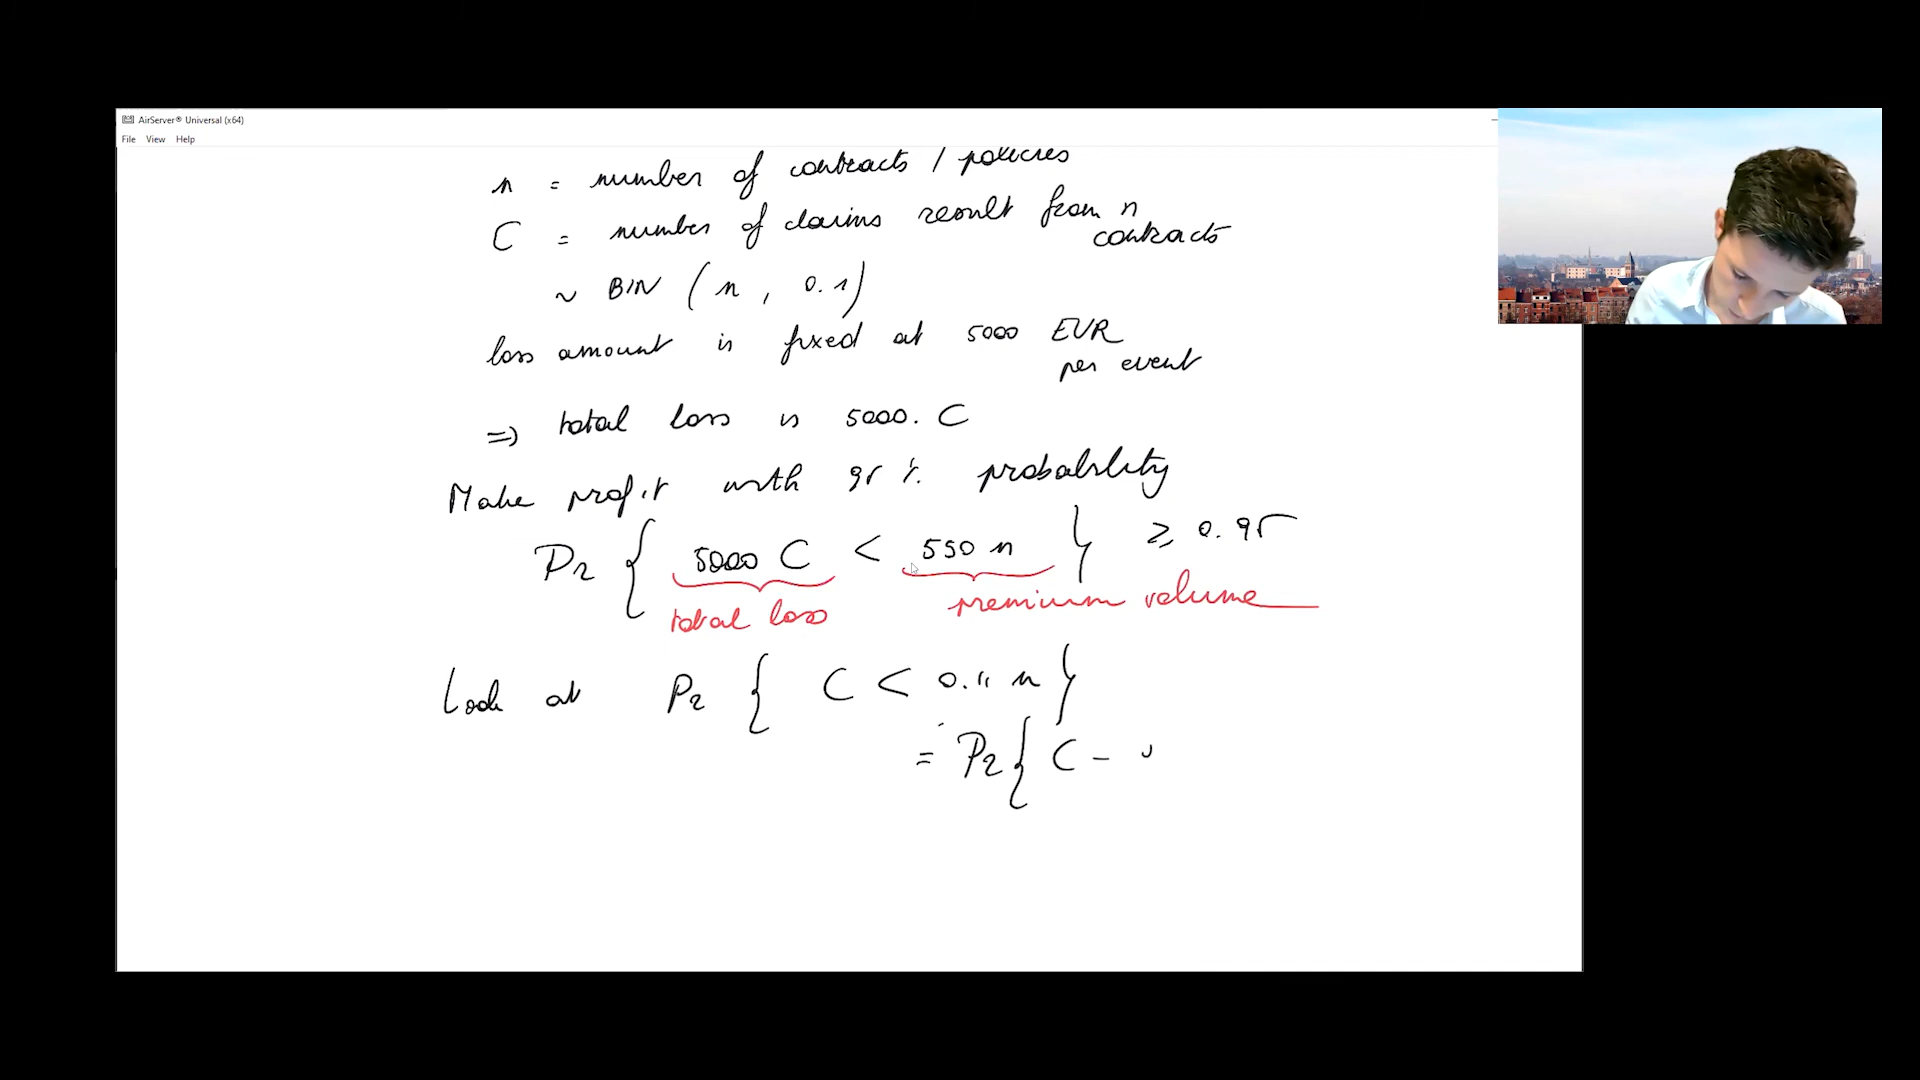 AirServer® Universal (x64)
File View Help
n = number of contracts / policies
C = number of claims result from n
contracts
~ BIN (n, 0.1)
loss amount is fixed at 5000 EUR
per event
=> total loss is 5000. C
Make profit with 95 %. probability
Pr { 5000 C < 550 n } ≥ 0.95
total loss premium volume
Look at Pr { C < 0.11 n }
= Pr { C -